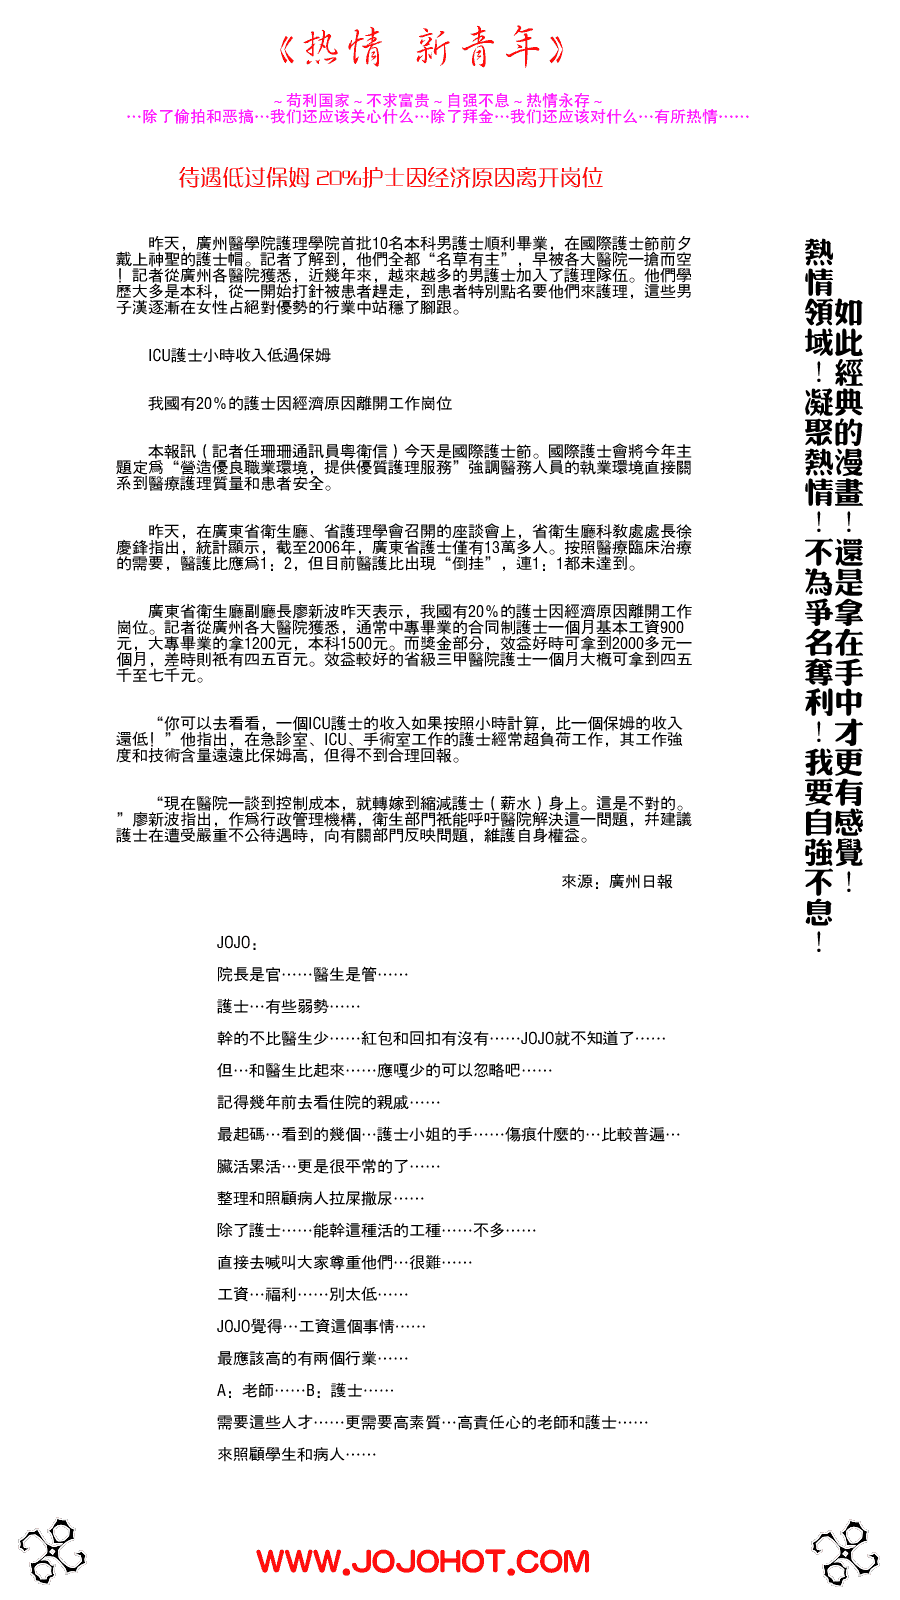 《热情 新青年》
~苟利国家~不求富贵~自强不息~热情永存~
…除了偷拍和恶搞…我们还应该关心什么…除了拜金…我们还应该对什么…有所热情……
待遇低过保姆 20%护士因经济原因离开岗位
昨天，廣州醫學院護理學院首批10名本科男護士順利畢業，在國際護士節前夕
戴上神聖的護士帽。記者了解到，他們全都“名草有主”，早被各大醫院一搶而空
！記者從廣州各醫院獲悉，近幾年來，越來越多的男護士加入了護理隊伍。他們學
歷大多是本科，從一開始打針被患者趕走，到患者特別點名要他們來護理，這些男
子漢逐漸在女性占絕對優勢的行業中站穩了腳跟。
ICU護士小時收入低過保姆
我國有20％的護士因經濟原因離開工作崗位
本報訊（記者任珊珊通訊員粵衛信）今天是國際護士節。國際護士會將今年主
題定爲“營造優良職業環境，提供優質護理服務”強調醫務人員的執業環境直接關
系到醫療護理質量和患者安全。
昨天，在廣東省衛生廳、省護理學會召開的座談會上，省衛生廳科敎處處長徐
慶鋒指出，統計顯示，截至2006年，廣東省護士僅有13萬多人。按照醫療臨床治療
的需要，醫護比應爲1：2，但目前醫護比出現“倒挂”，連1：1都未達到。
廣東省衛生廳副廳長廖新波昨天表示，我國有20％的護士因經濟原因離開工作
崗位。記者從廣州各大醫院獲悉，通常中專畢業的合同制護士一個月基本工資900
元，大專畢業的拿1200元，本科1500元。而獎金部分，效益好時可拿到2000多元一
個月，差時則衹有四五百元。效益較好的省級三甲醫院護士一個月大概可拿到四五
千至七千元。
“你可以去看看，一個ICU護士的收入如果按照小時計算，比一個保姆的收入
還低！”他指出，在急診室、ICU、手術室工作的護士經常超負荷工作，其工作強
度和技術含量遠遠比保姆高，但得不到合理回報。
“現在醫院一談到控制成本，就轉嫁到縮減護士（薪水）身上。這是不對的。
”廖新波指出，作爲行政管理機構，衛生部門衹能呼吁醫院解決這一問題，幷建議
護士在遭受嚴重不公待遇時，向有關部門反映問題，維護自身權益。
來源：廣州日報
JOJO：
院長是官……醫生是管……
護士…有些弱勢……
幹的不比醫生少……紅包和回扣有沒有……JOJO就不知道了……
但…和醫生比起來……應嘎少的可以忽略吧……
記得幾年前去看住院的親戚……
最起碼…看到的幾個…護士小姐的手……傷痕什麼的…比較普遍…
臟活累活…更是很平常的了……
整理和照顧病人拉屎撒尿……
除了護士……能幹這種活的工種……不多……
直接去喊叫大家尊重他們…很難……
工資…福利……別太低……
JOJO覺得…工資這個事情……
最應該高的有兩個行業……
A：老師……B：護士……
需要這些人才……更需要高素質…高責任心的老師和護士……
來照顧學生和病人……
如此經典的漫畫！還是拿在手中才更有感覺！
熱情領域！凝聚熱情！不為爭名奪利！我要自強不息！
WWW.JOJOHOT.COM